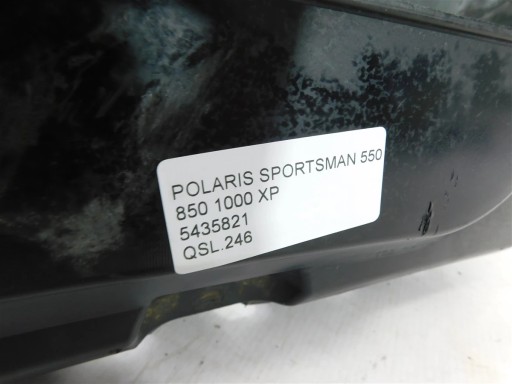 POLARIS SPORTSMAN 550
850 1000 XP
5435821
QSL.246